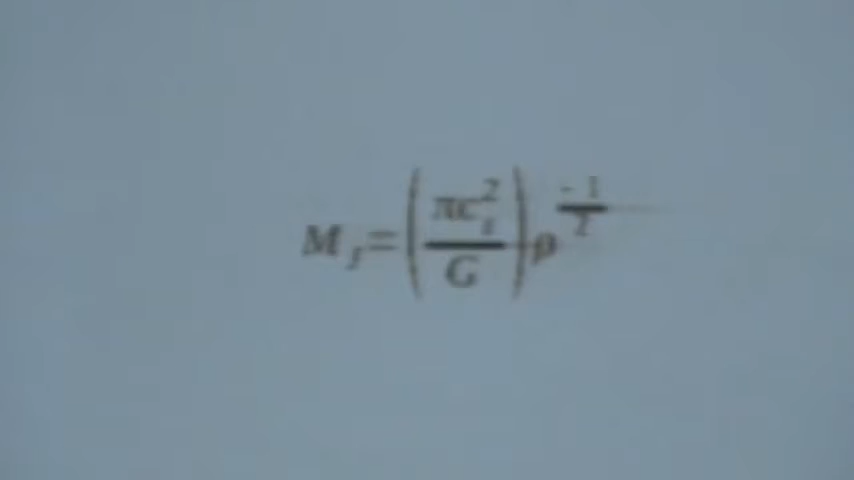 M_J = (πc_s^2 / G) ρ^(-1/2)